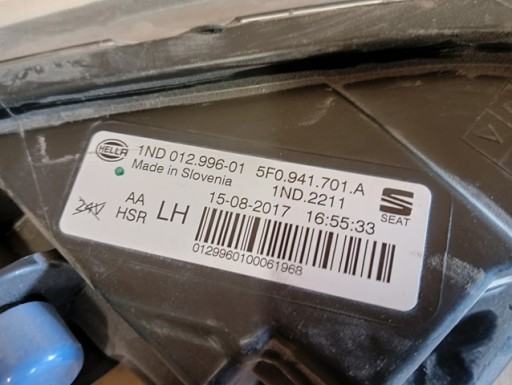 HELLA 1ND 012.996-01 5F0.941.701.A
Made in Slovenia 1ND.2211
SEAT
AA LH 15-08-2017 16:55:33
HSR
0129960100061968